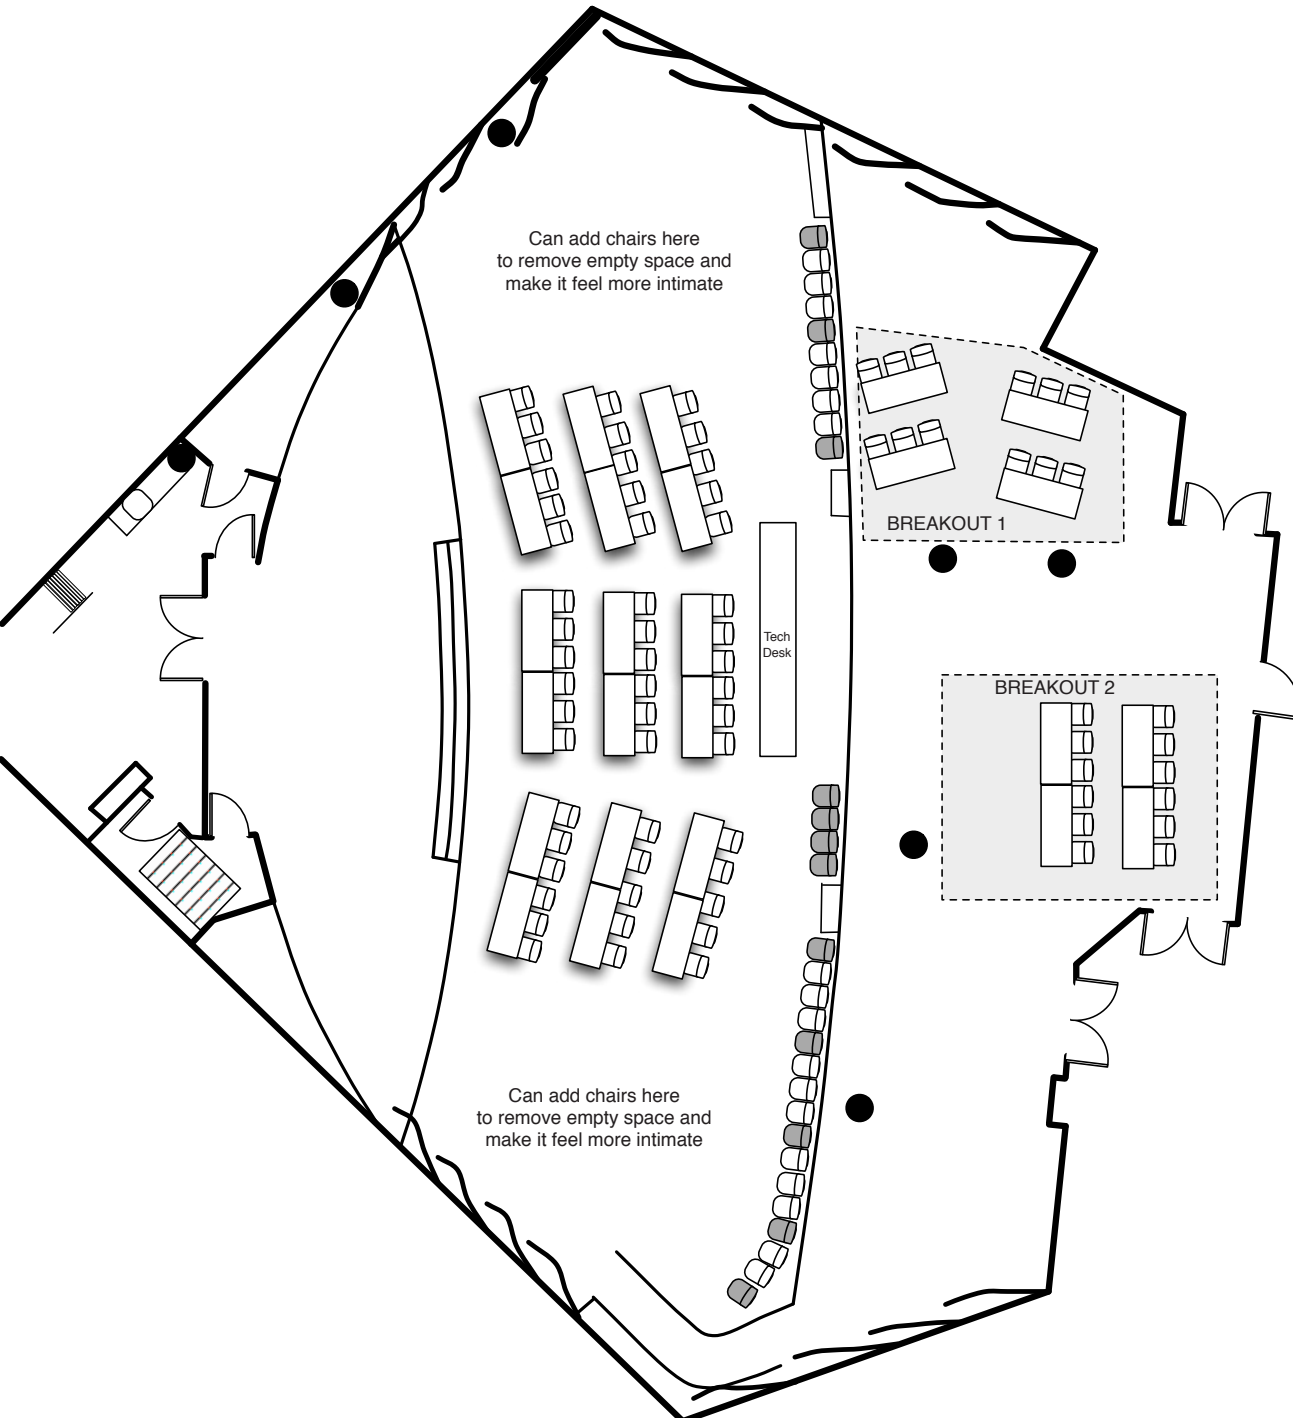 Can add chairs here
to remove empty space and
make it feel more intimate
BREAKOUT 1
Tech
Desk
BREAKOUT 2
Can add chairs here
to remove empty space and
make it feel more intimate